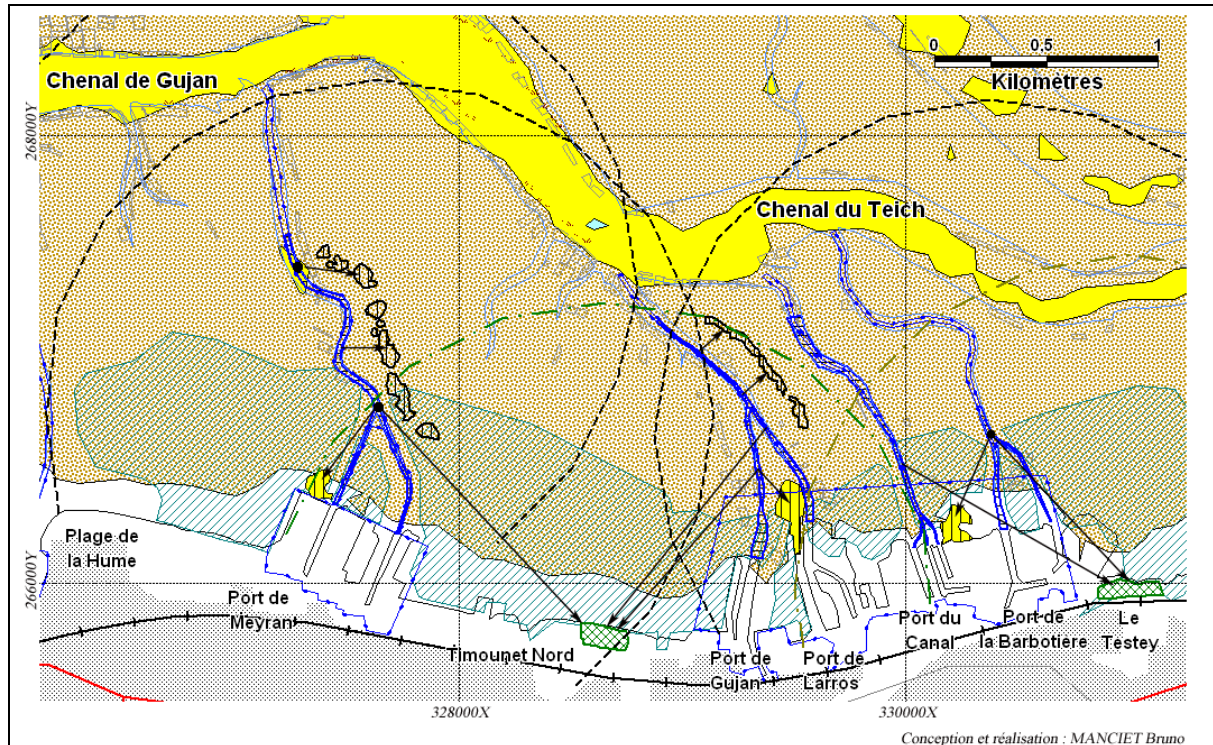 Chenal de Gujan
0 0.5 1
Kilomètres
268000Y
Chenal du Teich
Plage de
la Hume
266000Y
Port de
Meyran
Timounet Nord
Port de
Gujan
Port de
Larros
Port du
Canal
Port de
la Barbotière
Le
Testey
328000X
330000X
Conception et réalisation : MANCIET Bruno